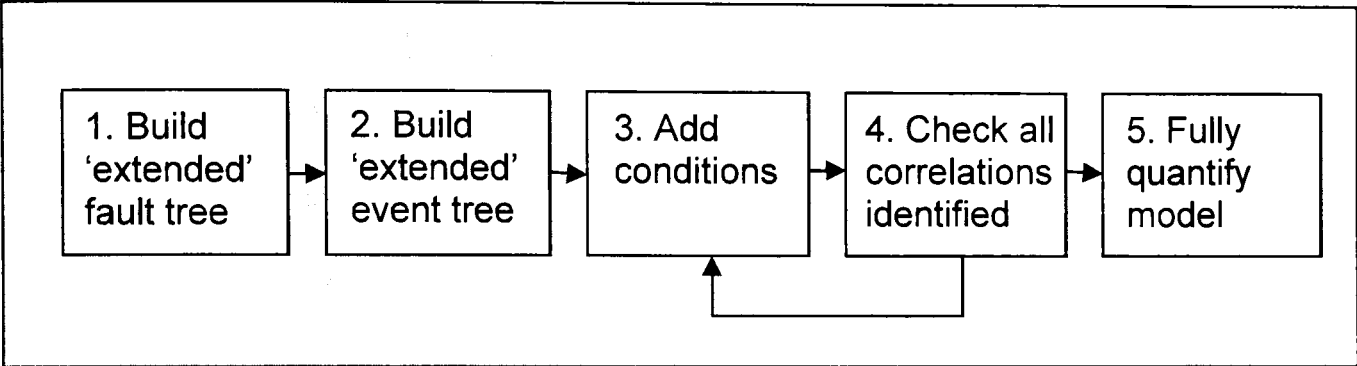 1. Build
‘extended’
fault tree
2. Build
‘extended’
event tree
3. Add
conditions
4. Check all
correlations
identified
5. Fully
quantify
model